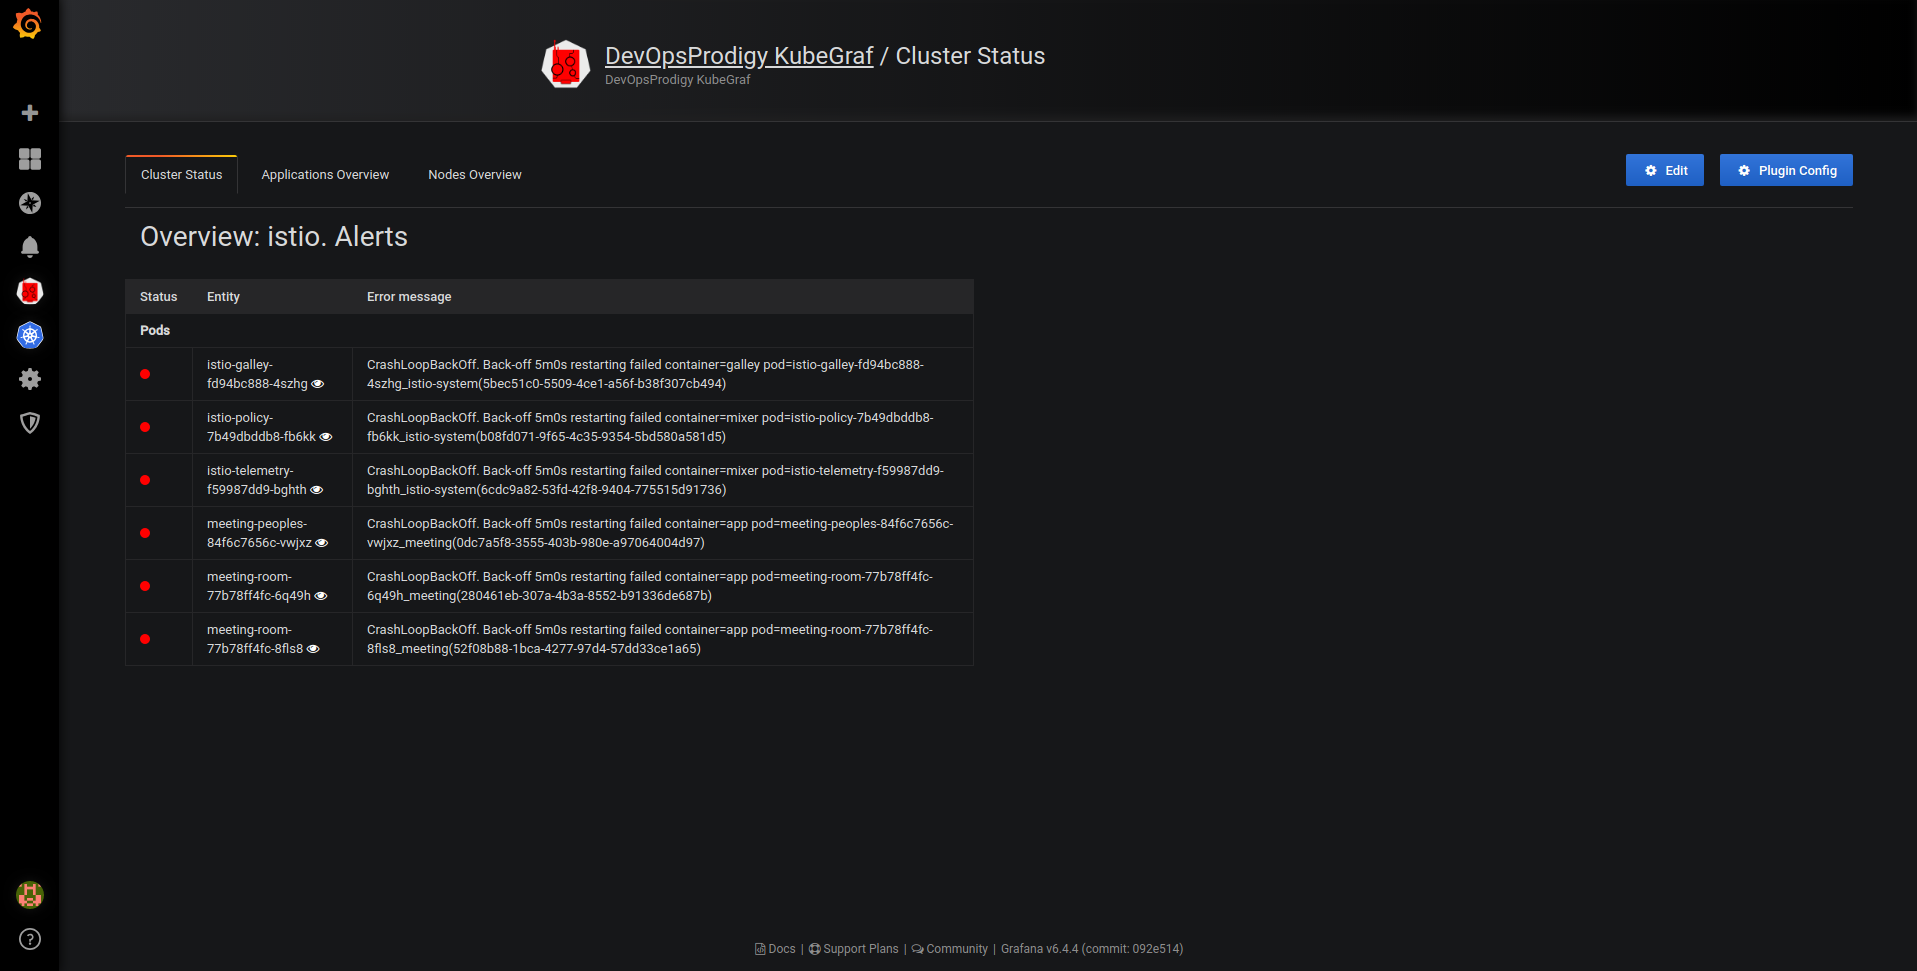 DevOpsProdigy KubeGraf / Cluster Status
DevOpsProdigy KubeGraf
Cluster Status
Applications Overview
Nodes Overview
Edit
Plugin Config
Overview: istio. Alerts
Status Entity Error message
Pods
istio-galley-
fd94bc888-4szhg
CrashLoopBackOff. Back-off 5m0s restarting failed container=galley pod=istio-galley-fd94bc888-
4szhg_istio-system(5bec51c0-5509-4ce1-a56f-b38f307cb494)
istio-policy-
7b49dbddb8-fb6kk
CrashLoopBackOff. Back-off 5m0s restarting failed container=mixer pod=istio-policy-7b49dbddb8-
fb6kk_istio-system(b08fd071-9f65-4c35-9354-5bd580a581d5)
istio-telemetry-
f59987dd9-bghth
CrashLoopBackOff. Back-off 5m0s restarting failed container=mixer pod=istio-telemetry-f59987dd9-
bghth_istio-system(6cdc9a82-53fd-42f8-9404-775515d91736)
meeting-peoples-
84f6c7656c-vwjxz
CrashLoopBackOff. Back-off 5m0s restarting failed container=app pod=meeting-peoples-84f6c7656c-
vwjxz_meeting(0dc7a5f8-3555-403b-980e-a97064004d97)
meeting-room-
77b78ff4fc-6q49h
CrashLoopBackOff. Back-off 5m0s restarting failed container=app pod=meeting-room-77b78ff4fc-
6q49h_meeting(280461eb-307a-4b3a-8552-b91336de687b)
meeting-room-
77b78ff4fc-8fls8
CrashLoopBackOff. Back-off 5m0s restarting failed container=app pod=meeting-room-77b78ff4fc-
8fls8_meeting(52f08b88-1bca-4277-97d4-57dd33ce1a65)
Docs | Support Plans | Community | Grafana v6.4.4 (commit: 092e514)